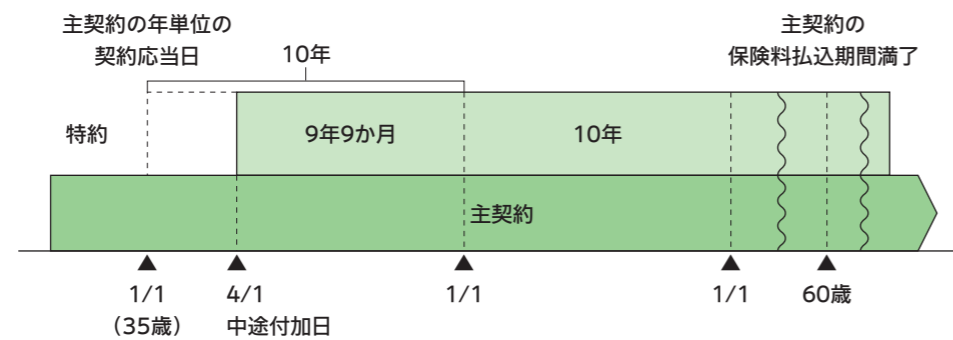 主契約の年単位の
契約応当日
10年
主契約の
保険料払込期間満了
特約
9年9か月
10年
主契約
1/1
(35歳)
4/1
中途付加日
1/1
1/1
60歳